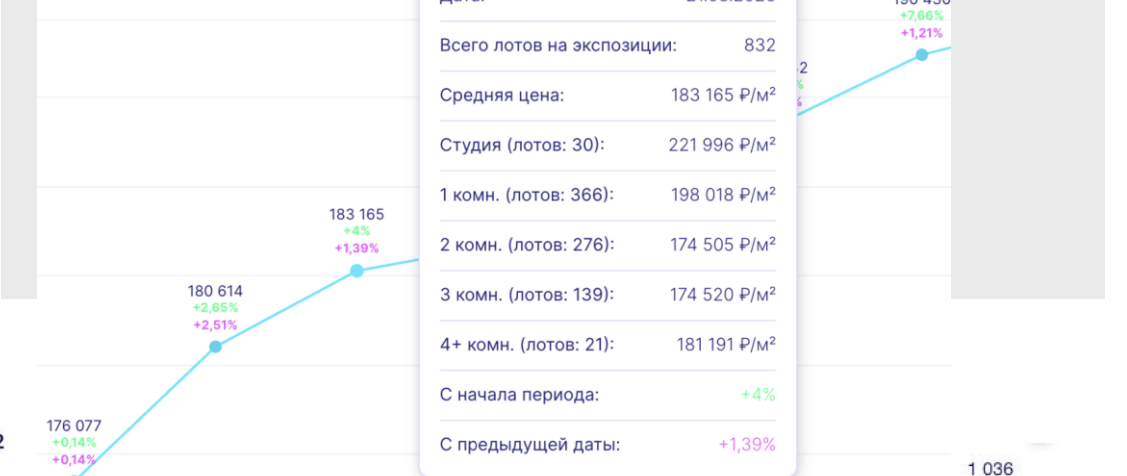 190 430
+7,66%
+1,21%
Всего лотов на экспозиции: 832
Средняя цена: 183 165 ₽/м²
Студия (лотов: 30): 221 996 ₽/м²
1 комн. (лотов: 366): 198 018 ₽/м²
183 165
+4%
+1,39%
2 комн. (лотов: 276): 174 505 ₽/м²
180 614
+2,65%
+2,51%
3 комн. (лотов: 139): 174 520 ₽/м²
4+ комн. (лотов: 21): 181 191 ₽/м²
С начала периода: +4%
176 077
+0,14%
+0,14%
С предыдущей даты: +1,39%
1 036